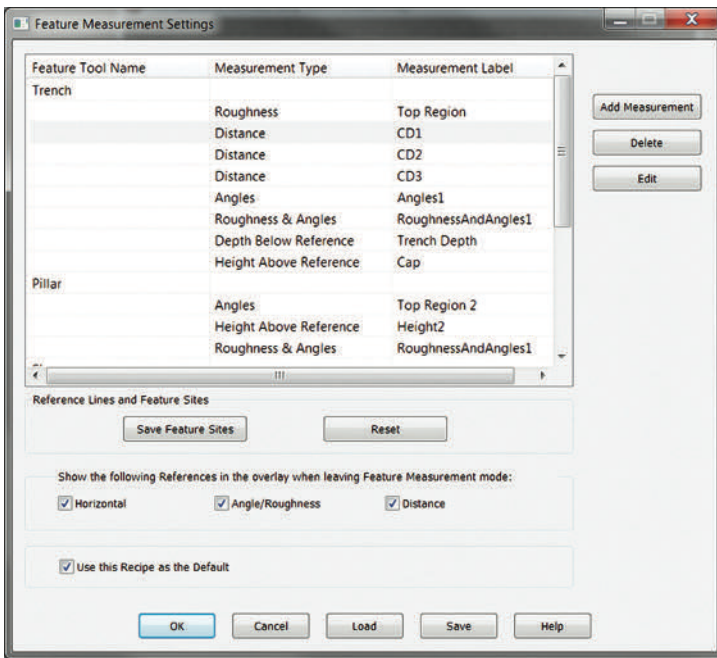 Feature Measurement Settings
Feature Tool Name Measurement Type Measurement Label
Trench
Roughness Top Region
Distance CD1
Distance CD2
Distance CD3
Angles Angles1
Roughness & Angles RoughnessAndAngles1
Depth Below Reference Trench Depth
Height Above Reference Cap
Pillar
Angles Top Region 2
Height Above Reference Height2
Roughness & Angles RoughnessAndAngles1
Add Measurement
Delete
Edit
Reference Lines and Feature Sites
Save Feature Sites Reset
Show the following References in the overlay when leaving Feature Measurement mode:
Horizontal Angle/Roughness Distance
Use this Recipe as the Default
OK Cancel Load Save Help